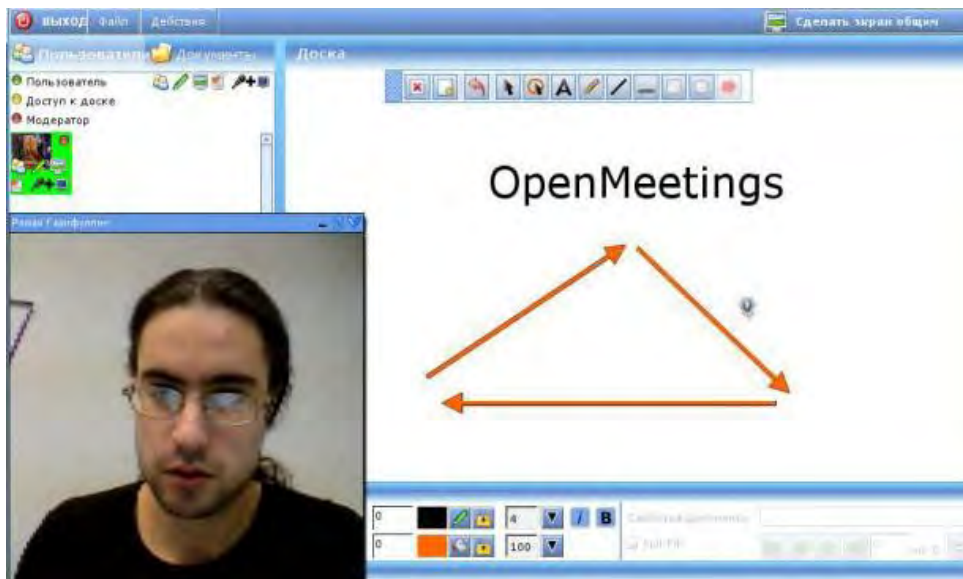 выход Файл Действия Сделать экран общим
Пользователи Документы Доска
Пользователь
Доступ к доске
Модератор
OpenMeetings
0 4 I B
0 100